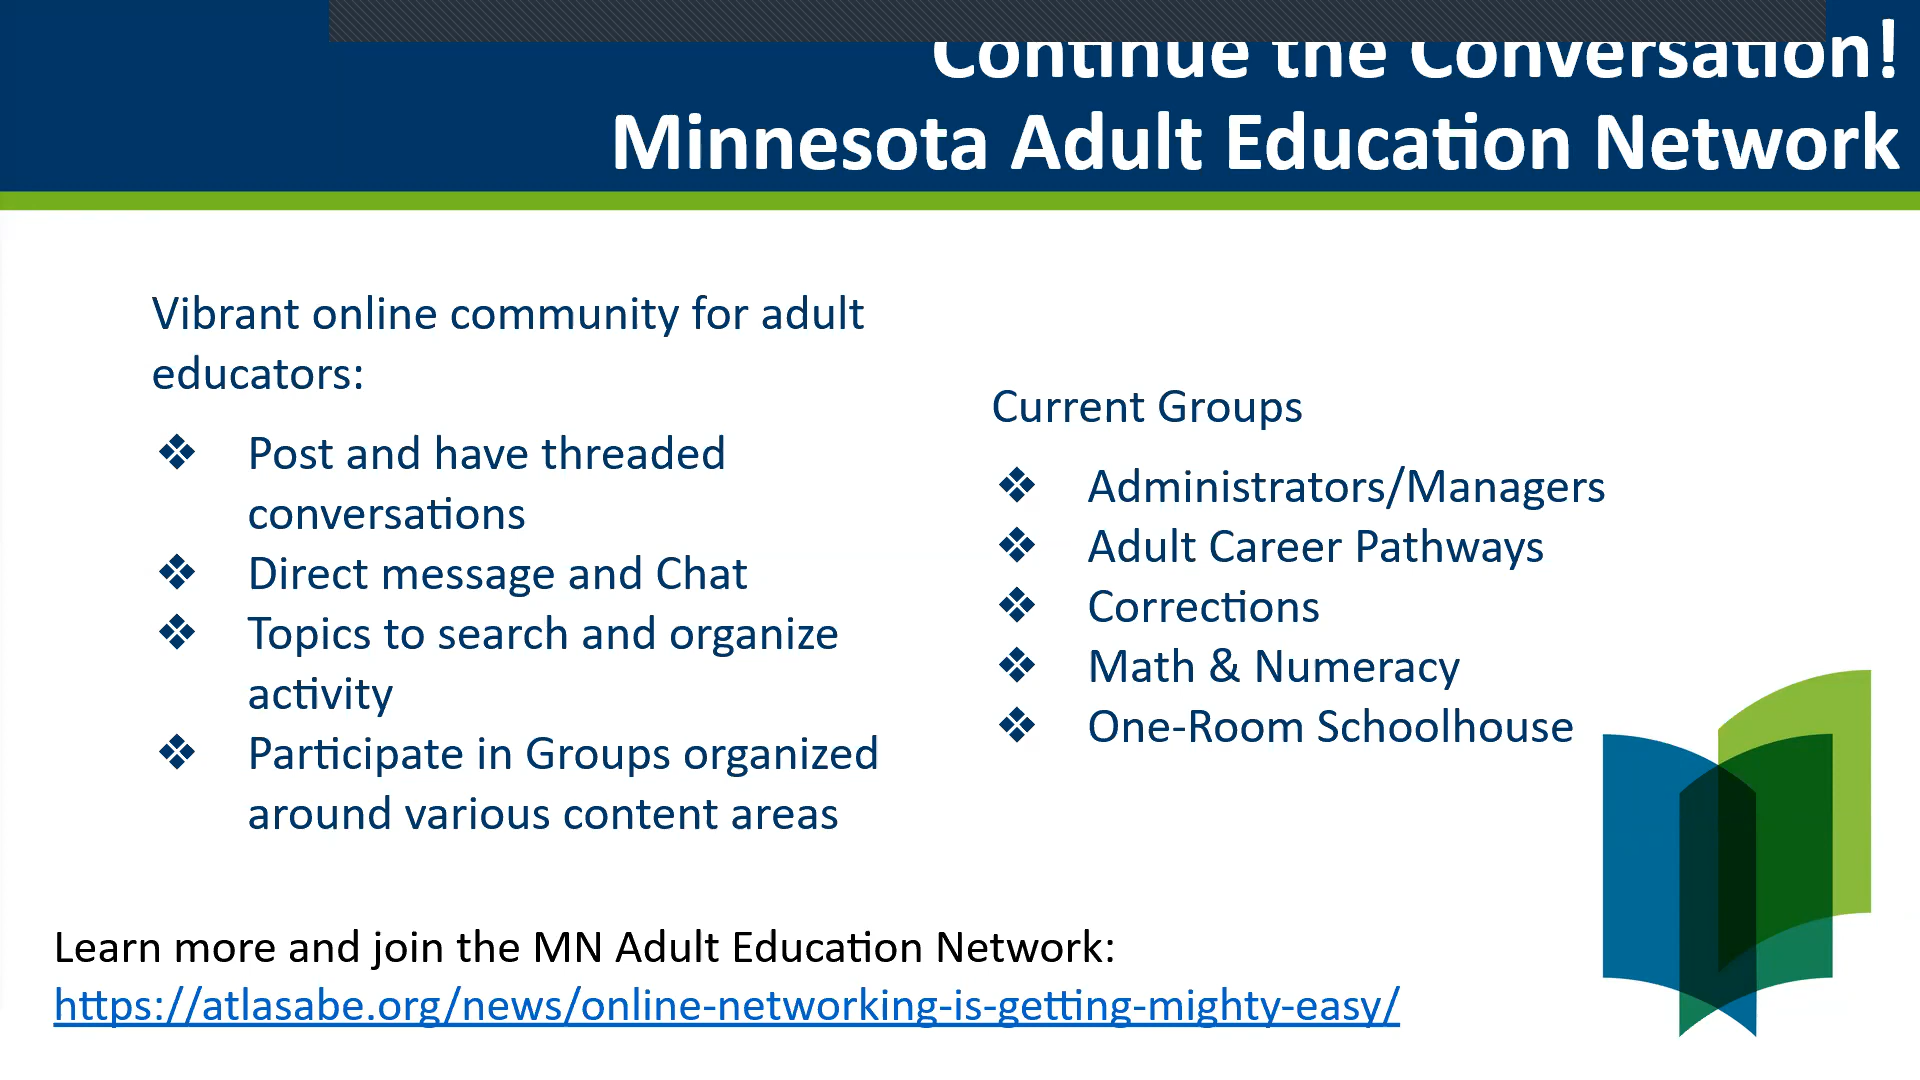 Continue the Conversation!
Minnesota Adult Education Network
Vibrant online community for adult
educators:
❖ Post and have threaded
conversations
❖ Direct message and Chat
❖ Topics to search and organize
activity
❖ Participate in Groups organized
around various content areas
Current Groups
❖ Administrators/Managers
❖ Adult Career Pathways
❖ Corrections
❖ Math & Numeracy
❖ One-Room Schoolhouse
Learn more and join the MN Adult Education Network:
https://atlasabe.org/news/online-networking-is-getting-mighty-easy/